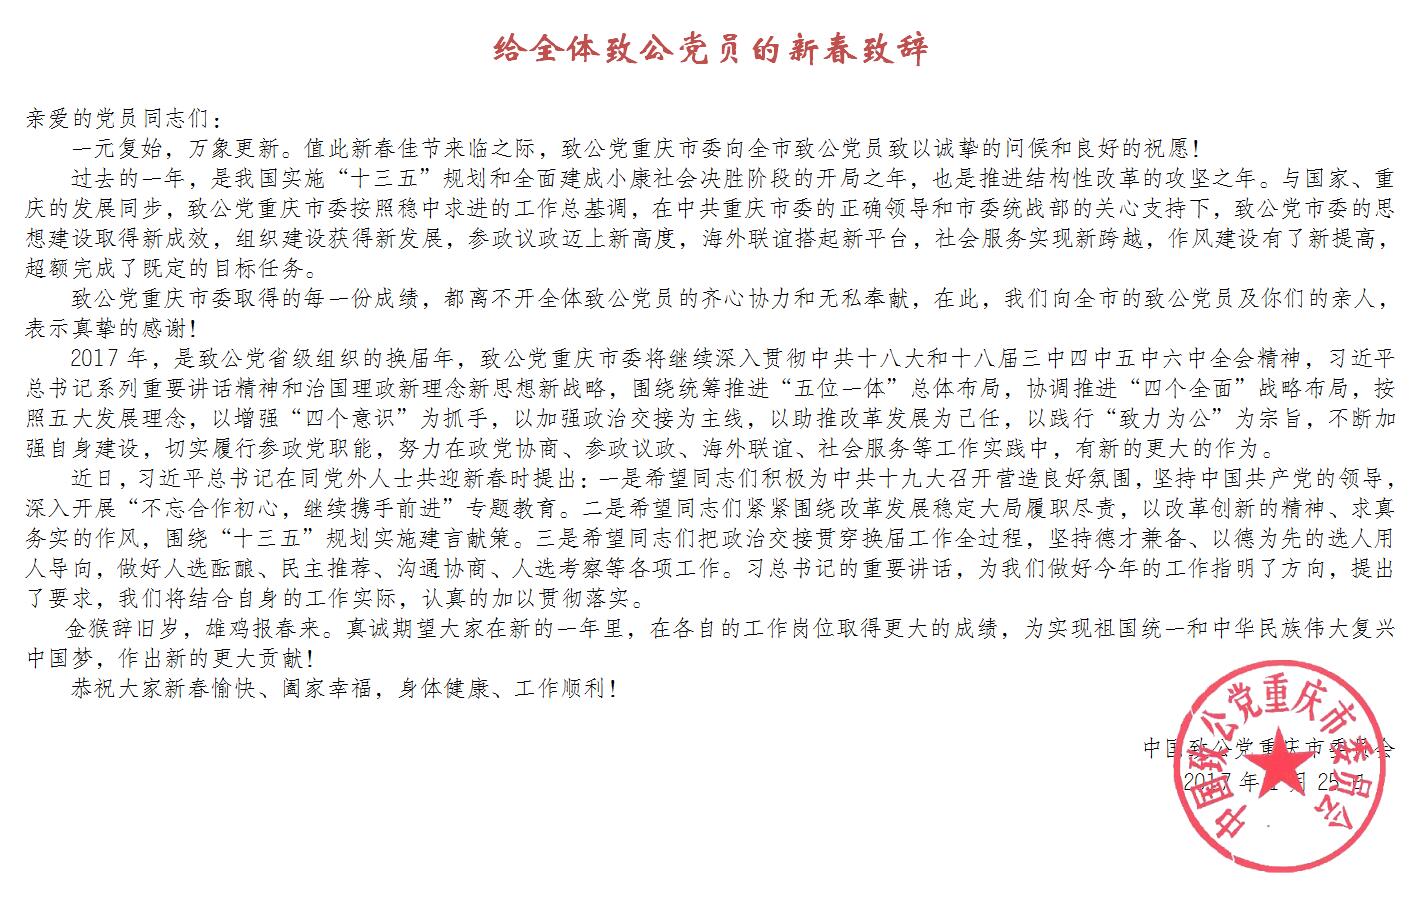 给全体致公党员的新春致辞
亲爱的党员同志们：
一元复始，万象更新。值此新春佳节来临之际，致公党重庆市委向全市致公党员致以诚挚的问候和良好的祝愿！
过去的一年，是我国实施“十三五”规划和全面建成小康社会决胜阶段的开局之年，也是推进结构性改革的攻坚之年。与国家、重
庆的发展同步，致公党重庆市委按照稳中求进的工作总基调，在中共重庆市委的正确领导和市委统战部的关心支持下，致公党市委的思
想建设取得新成效，组织建设获得新发展，参政议政迈上新高度，海外联谊搭起新平台，社会服务实现新跨越，作风建设有了新提高，
超额完成了既定的目标任务。
致公党重庆市委取得的每一份成绩，都离不开全体致公党员的齐心协力和无私奉献，在此，我们向全市的致公党员及你们的亲人，
表示真挚的感谢！
2017 年，是致公党省级组织的换届年，致公党重庆市委将继续深入贯彻中共十八大和十八届三中四中五中六中全会精神，习近平
总书记系列重要讲话精神和治国理政新理念新思想新战略，围绕统筹推进“五位一体”总体布局，协调推进“四个全面”战略布局，按
照五大发展理念，以增强“四个意识”为抓手，以加强政治交接为主线，以助推改革发展为己任，以践行“致力为公”为宗旨，不断加
强自身建设，切实履行参政党职能，努力在政党协商、参政议政、海外联谊、社会服务等工作实践中，有新的更大的作为。
近日，习近平总书记在同党外人士共迎新春时提出：一是希望同志们积极为中共十九大召开营造良好氛围，坚持中国共产党的领导，
深入开展“不忘合作初心，继续携手前进”专题教育。二是希望同志们紧紧围绕改革发展稳定大局履职尽责，以改革创新的精神、求真
务实的作风，围绕“十三五”规划实施建言献策。三是希望同志们把政治交接贯穿换届工作全过程，坚持德才兼备、以德为先的选人用
人导向，做好人选酝酿、民主推荐、沟通协商、人选考察等各项工作。习总书记的重要讲话，为我们做好今年的工作指明了方向，提出
了要求，我们将结合自身的工作实际，认真的加以贯彻落实。
金猴辞旧岁，雄鸡报春来。真诚期望大家在新的一年里，在各自的工作岗位取得更大的成绩，为实现祖国统一和中华民族伟大复兴
中国梦，作出新的更大贡献！
恭祝大家新春愉快、阖家幸福，身体健康、工作顺利！
中国致公党重庆市委员会
2017 年 1 月 25 日
中国致公党重庆市委员会